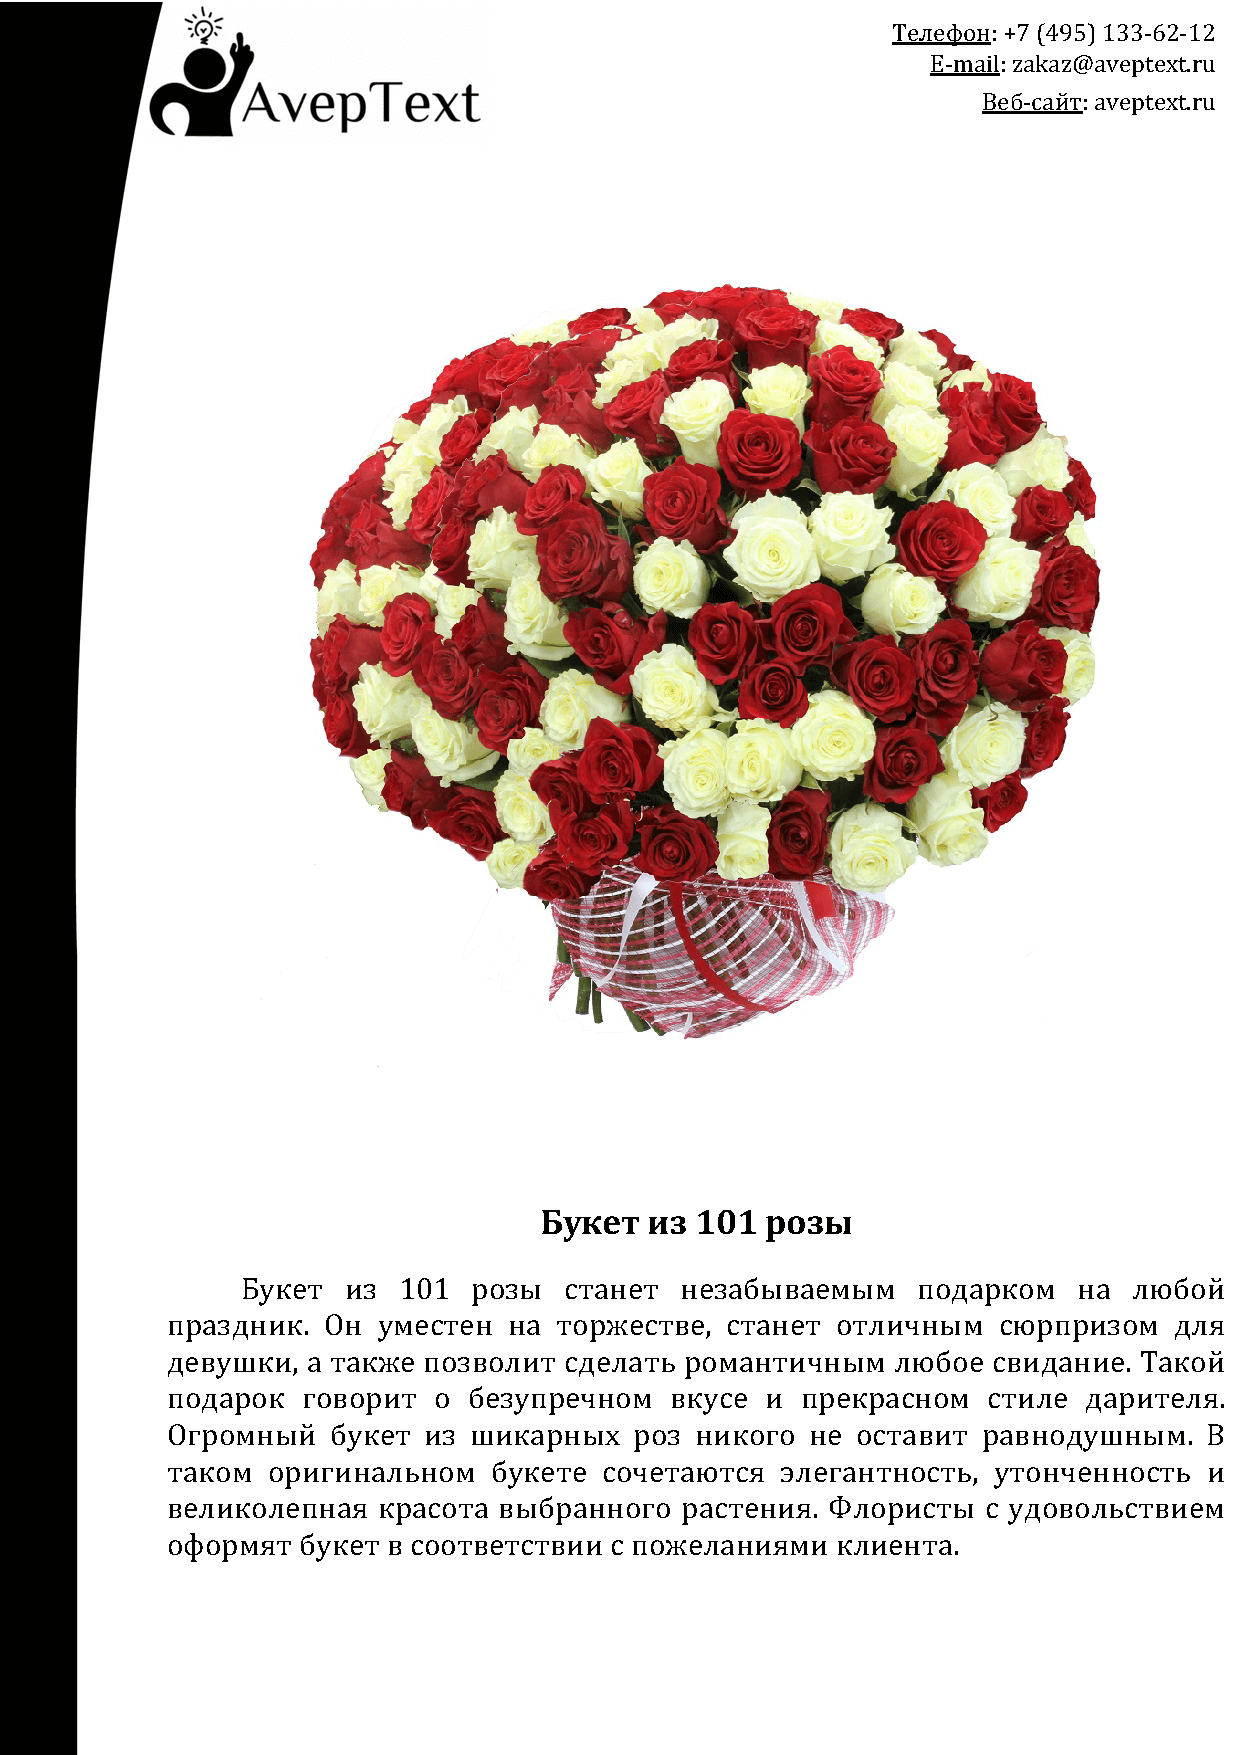 AvepText
Телефон: +7 (495) 133-62-12
E-mail: zakaz@aveptext.ru
Веб-сайт: aveptext.ru
Букет из 101 розы
Букет из 101 розы станет незабываемым подарком на любой
праздник. Он уместен на торжестве, станет отличным сюрпризом для
девушки, а также позволит сделать романтичным любое свидание. Такой
подарок говорит о безупречном вкусе и прекрасном стиле дарителя.
Огромный букет из шикарных роз никого не оставит равнодушным. В
таком оригинальном букете сочетаются элегантность, утонченность и
великолепная красота выбранного растения. Флористы с удовольствием
оформят букет в соответствии с пожеланиями клиента.